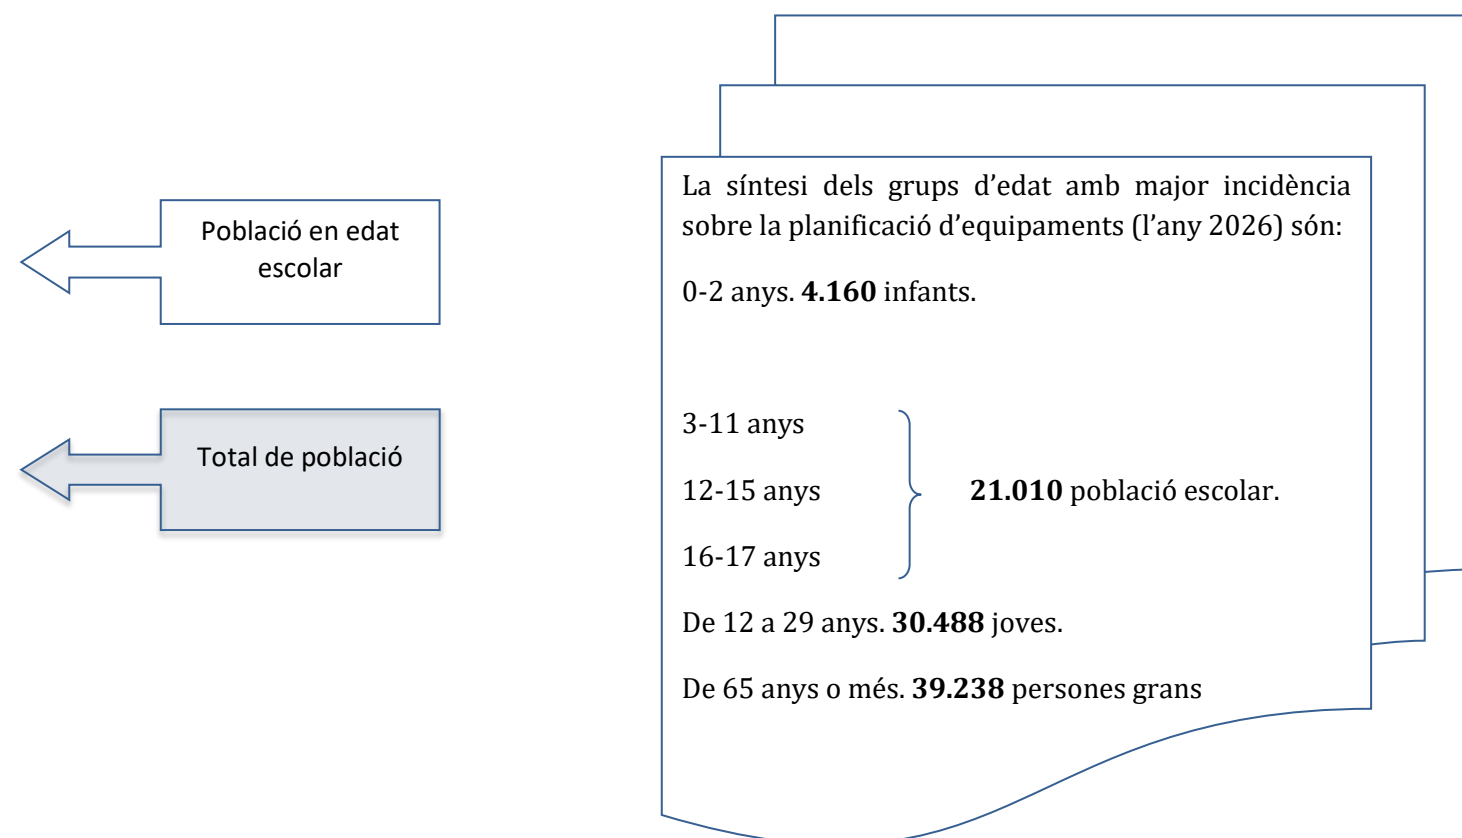 Població en edat
escolar
Total de població
La síntesi dels grups d’edat amb major incidència
sobre la planificació d’equipaments (l’any 2026) són:
0-2 anys. 4.160 infants.
3-11 anys
12-15 anys
21.010 població escolar.
16-17 anys
De 12 a 29 anys. 30.488 joves.
De 65 anys o més. 39.238 persones grans